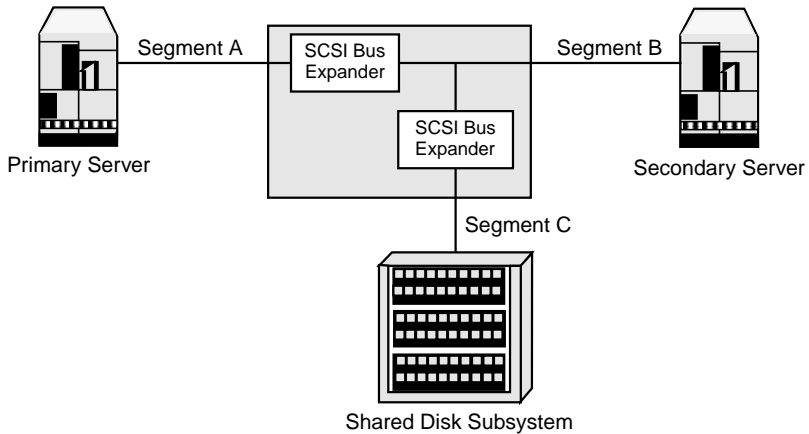 Segment A
SCSI Bus
Expander
Segment B
SCSI Bus
Expander
Primary Server
Secondary Server
Segment C
Shared Disk Subsystem